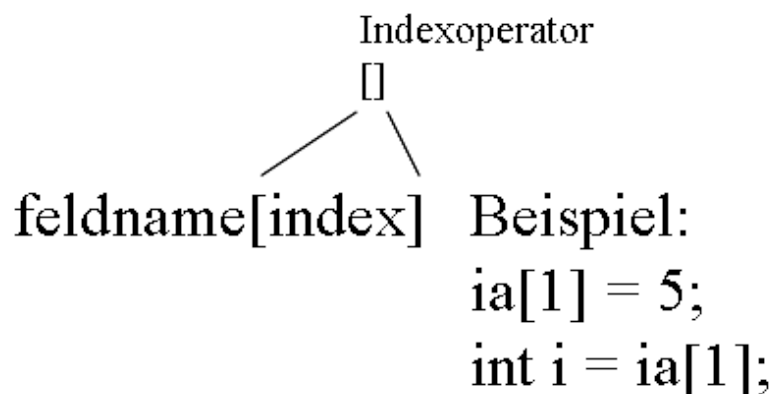 Indexoperator
[]
feldname[index] Beispiel:
ia[1] = 5;
int i = ia[1];